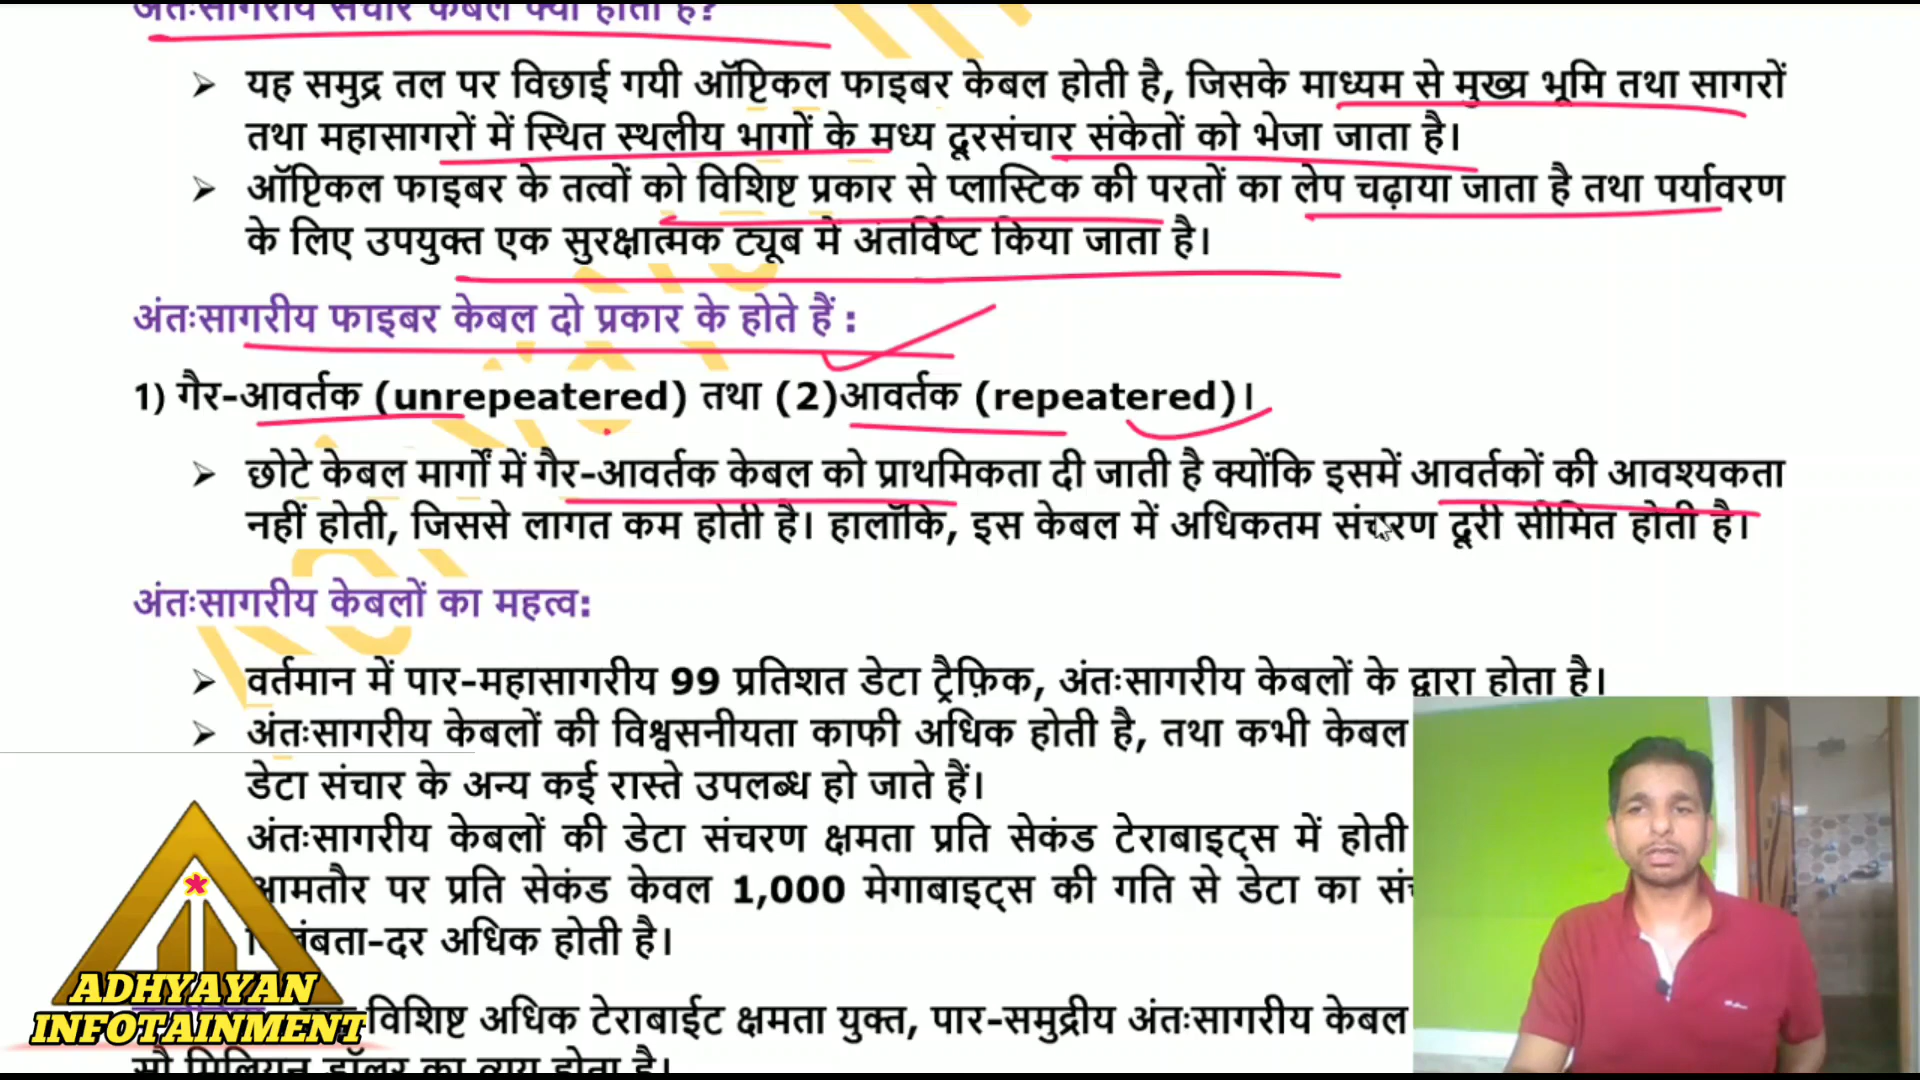 अंतःसागरीय संचार केबल क्या होता है?
➢ यह समुद्र तल पर विछाई गयी ऑप्टिकल फाइबर केबल होती है, जिसके माध्यम से मुख्य भूमि तथा सागरों
तथा महासागरों में स्थित स्थलीय भागों के मध्य दूरसंचार संकेतों को भेजा जाता है।
➢ ऑप्टिकल फाइबर के तत्वों को विशिष्ट प्रकार से प्लास्टिक की परतों का लेप चढ़ाया जाता है तथा पर्यावरण
के लिए उपयुक्त एक सुरक्षात्मक ट्यूब में अंतर्विष्ट किया जाता है।
अंतःसागरीय फाइबर केबल दो प्रकार के होते हैं :
1) गैर-आवर्तक (unrepeatered) तथा (2)आवर्तक (repeatered)।
➢ छोटे केबल मार्गों में गैर-आवर्तक केबल को प्राथमिकता दी जाती है क्योंकि इसमें आवर्तकों की आवश्यकता
नहीं होती, जिससे लागत कम होती है। हालाँकि, इस केबल में अधिकतम संचरण दूरी सीमित होती है।
अंतःसागरीय केबलों का महत्व:
➢ वर्तमान में पार-महासागरीय 99 प्रतिशत डेटा ट्रैफ़िक, अंतःसागरीय केबलों के द्वारा होता है।
➢ अंतःसागरीय केबलों की विश्वसनीयता काफी अधिक होती है, तथा कभी केबल
डेटा संचार के अन्य कई रास्ते उपलब्ध हो जाते हैं।
अंतःसागरीय केबलों की डेटा संचरण क्षमता प्रति सेकंड टेराबाइट्स में होती
आमतौर पर प्रति सेकंड केवल 1,000 मेगाबाइट्स की गति से डेटा का
दर अधिक होती है।
विशिष्ट अधिक टेराबाईट क्षमता युक्त, पार-समुद्रीय अंतःसागरीय केबल
सौ मिलियन डॉलर का व्यय होता है।
ADHYAYAN
INFOTAINMENT